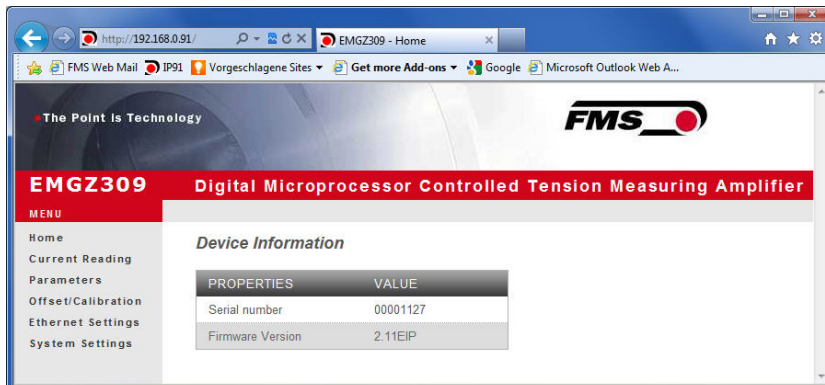 http://192.168.0.91/
EMGZ309 - Home
FMS Web Mail IP91 Vorgeschlagene Sites Get more Add-ons Google Microsoft Outlook Web A...
The Point is Technology
FMS
EMGZ309 Digital Microprocessor Controlled Tension Measuring Amplifier
MENU
Home
Current Reading
Parameters
Offset/Calibration
Ethernet Settings
System Settings
Device Information
PROPERTIES VALUE
Serial number 00001127
Firmware Version 2.11EIP